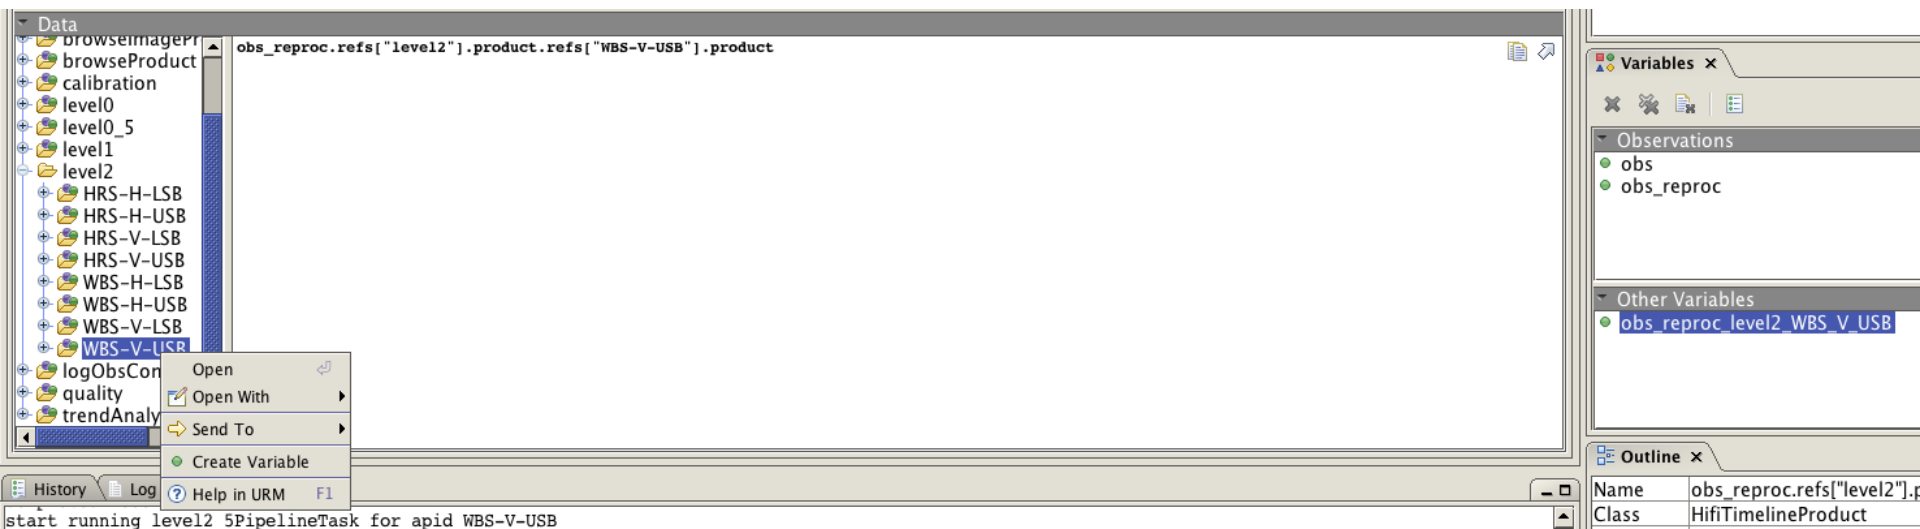 Data
browseImagePr
browseProduct
calibration
level0
level0_5
level1
level2
HRS-H-LSB
HRS-H-USB
HRS-V-LSB
HRS-V-USB
WBS-H-LSB
WBS-H-USB
WBS-V-LSB
WBS-V-USB
logObsCon
quality
trendAnaly
obs_reproc.refs["level2"].product.refs["WBS-V-USB"].product
Open
Open With
Send To
Create Variable
Help in URM F1
History
Log
start running level2_5PipelineTask for apid WBS-V-USB
Variables
Observations
obs
obs_reproc
Other Variables
obs_reproc_level2_WBS_V_USB
Outline
Name obs_reproc.refs["level2"].p
Class HifiTimelineProduct